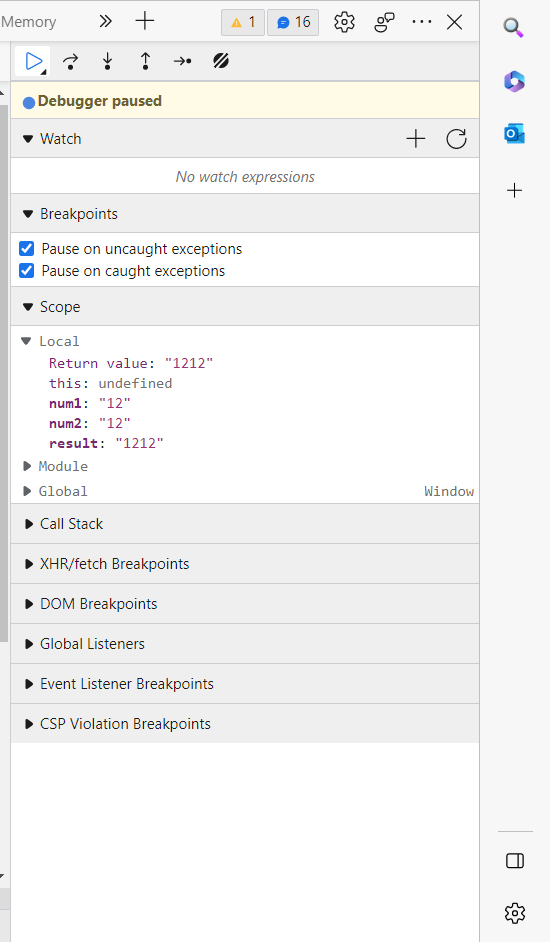 Memory
1
16
Debugger paused
Watch
No watch expressions
Breakpoints
Pause on uncaught exceptions
Pause on caught exceptions
Scope
Local
Return value: "1212"
this: undefined
num1: "12"
num2: "12"
result: "1212"
Module
Global Window
Call Stack
XHR/fetch Breakpoints
DOM Breakpoints
Global Listeners
Event Listener Breakpoints
CSP Violation Breakpoints